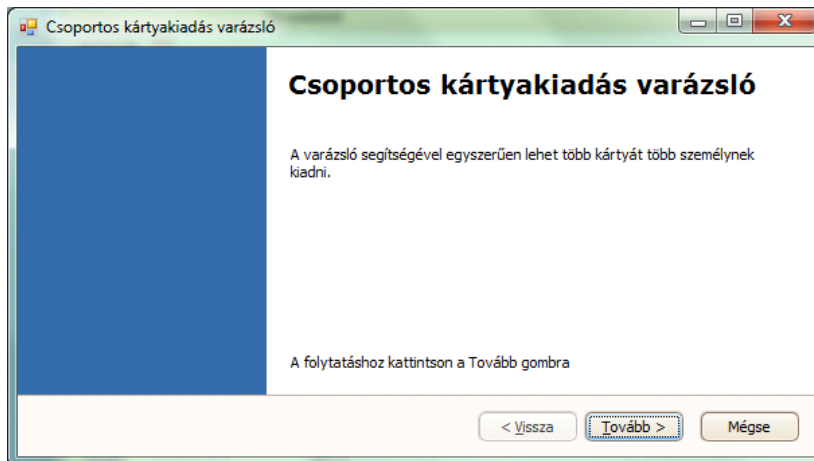 Csoportos kártyakiadás varázsló
Csoportos kártyakiadás varázsló
A varázsló segítségével egyszerűen lehet több kártyát több személynek
kiadni.
A folytatáshoz kattintson a Tovább gombra
< Vissza Tovább > Mégse